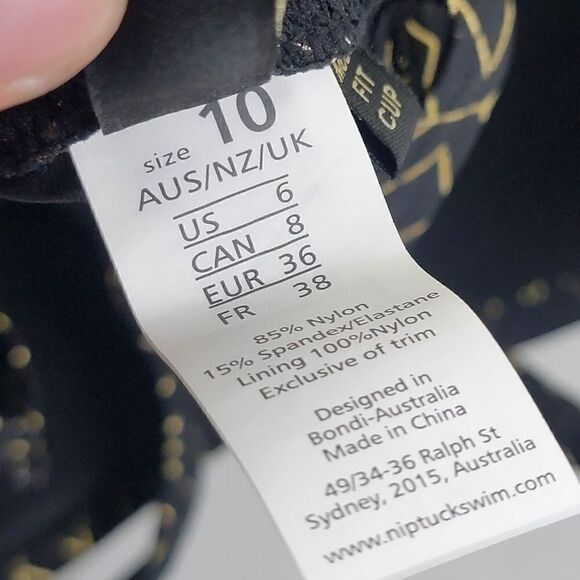 size 10
AUS/NZ/UK
US 6
CAN 8
EUR 36
FR 38
85% Nylon
15% Spandex/Elastane
Lining 100%Nylon
Exclusive of trim
Designed in
Bondi-Australia
Made in China
49/34-36 Ralph St
Sydney, 2015, Australia
www.niptuckswim.com
FIT
CUP